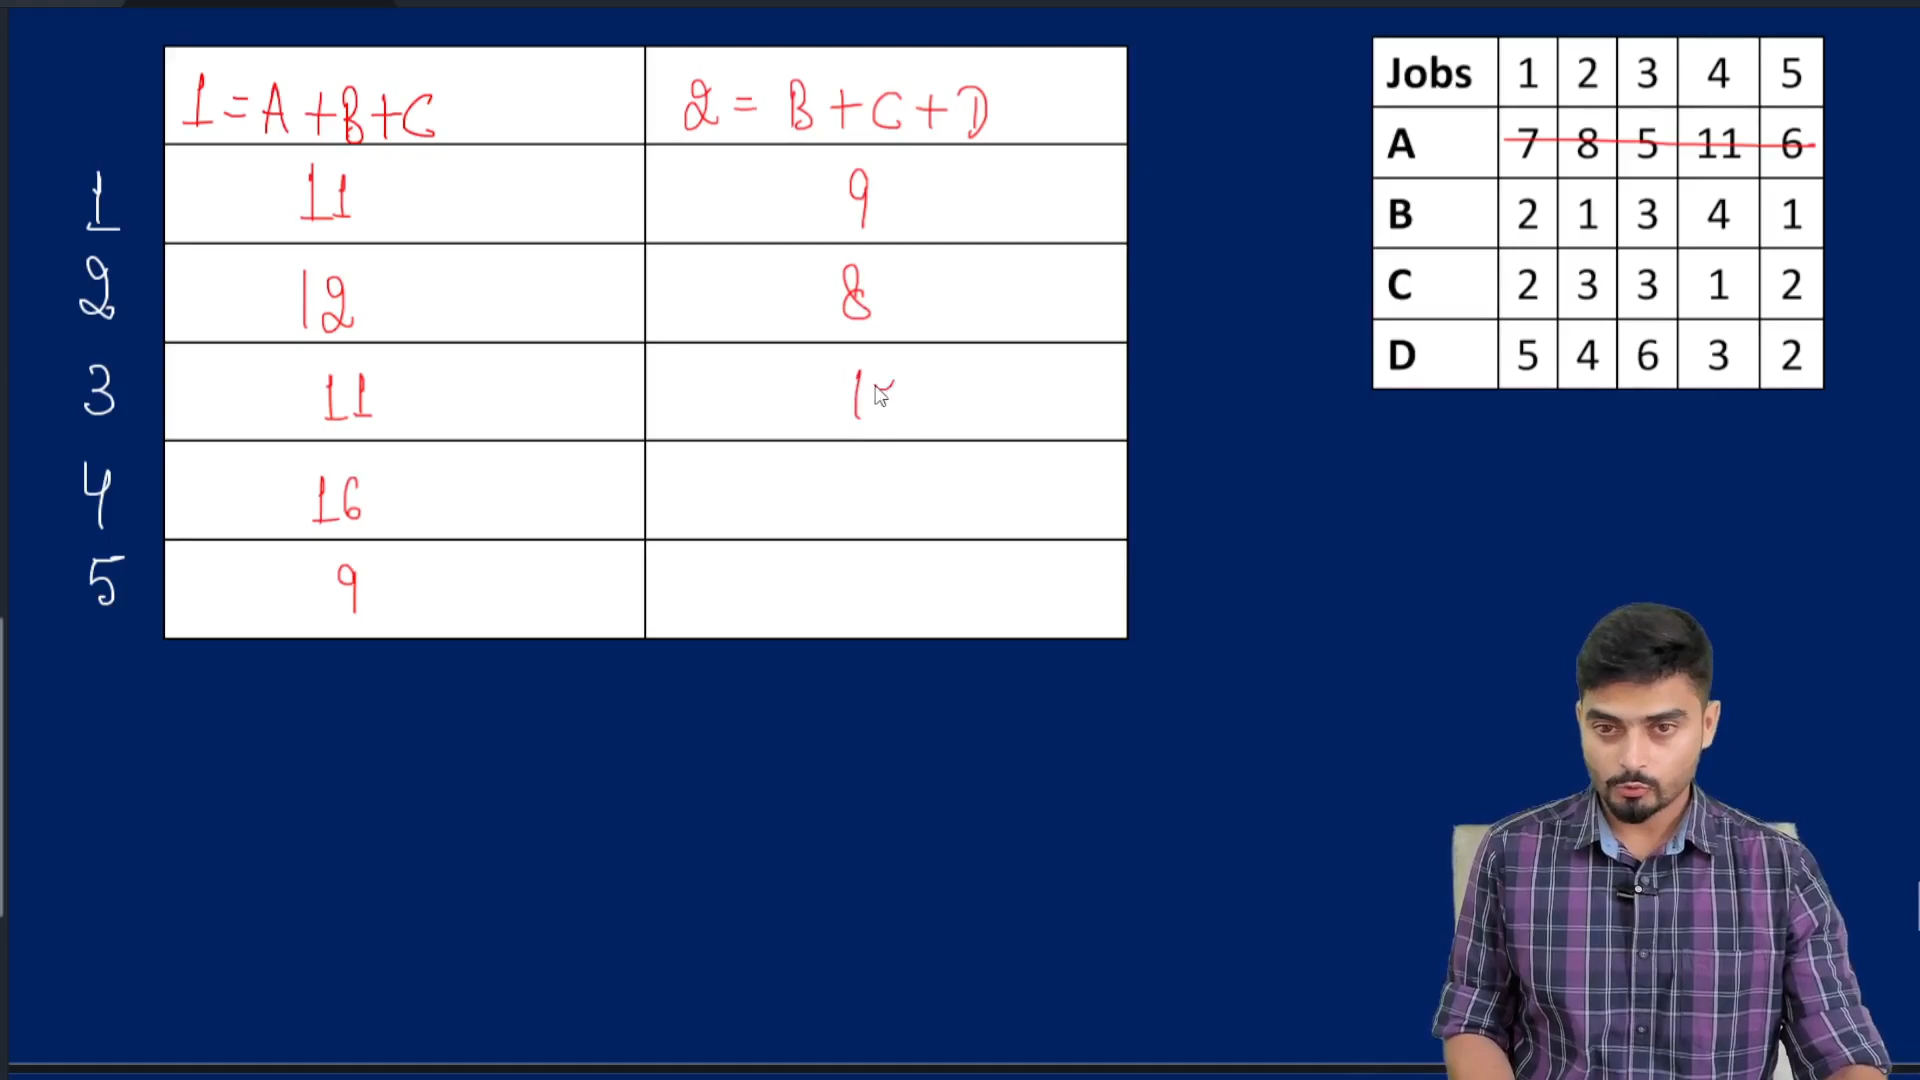 1 = A + B + C 2 = B + C + D
1 11 9
2 12 8
3 11 1
4 16
5 9
Jobs 1 2 3 4 5
A 7 8 5 11 6
B 2 1 3 4 1
C 2 3 3 1 2
D 5 4 6 3 2